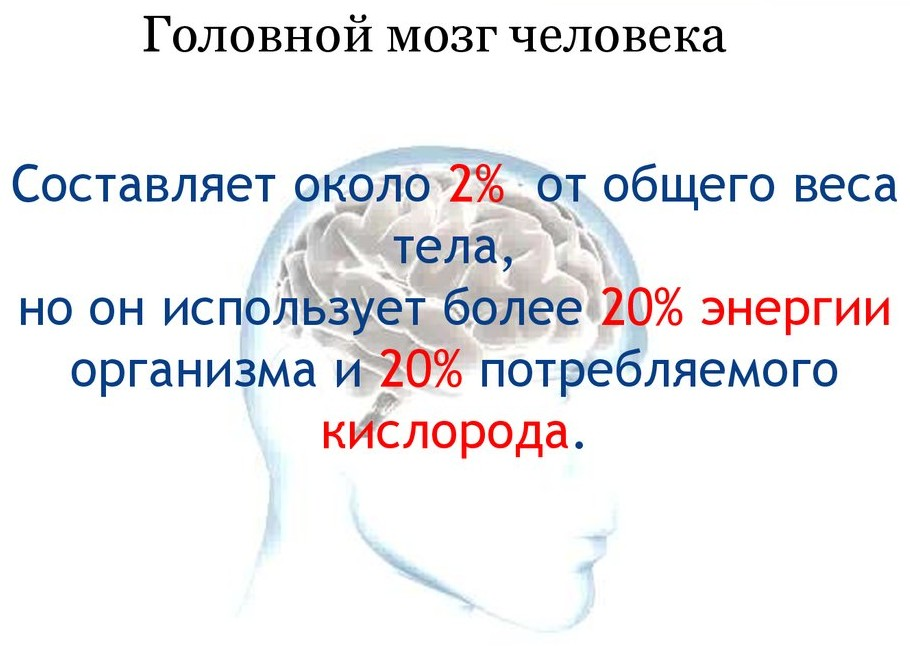 Головной мозг человека
Составляет около 2% от общего веса
тела,
но он использует более 20% энергии
организма и 20% потребляемого
кислорода.